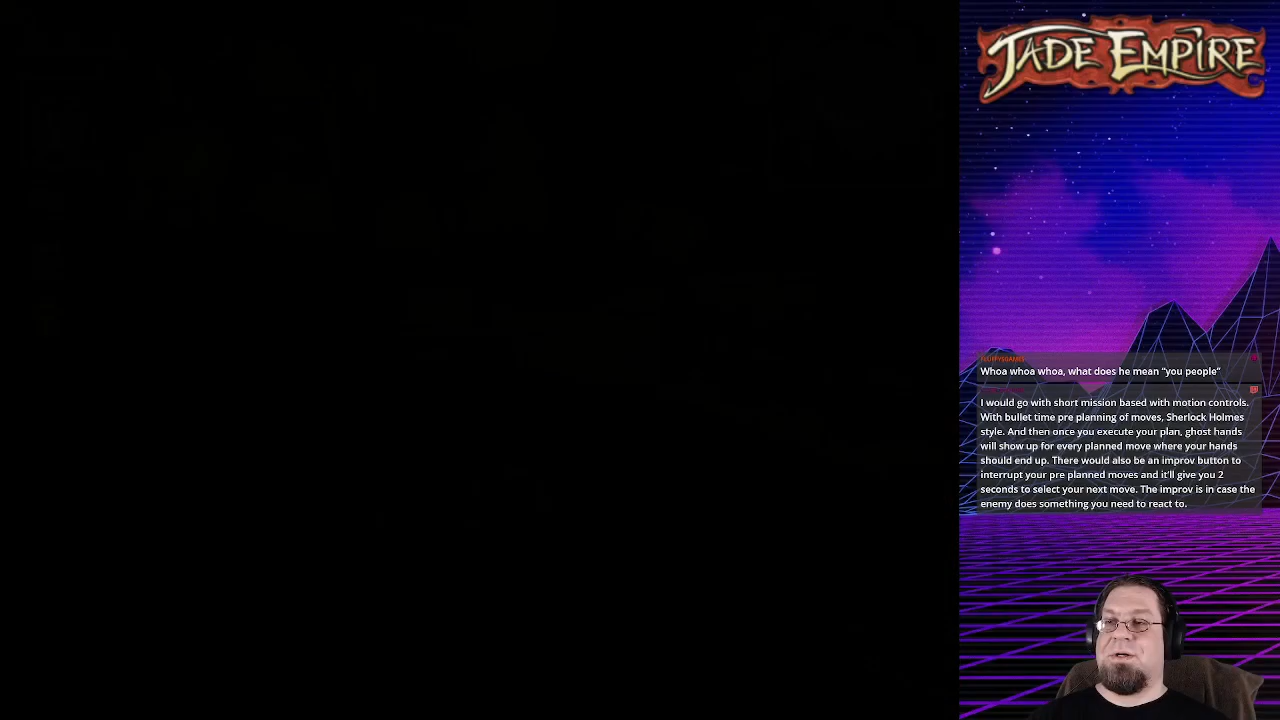 JADE EMPIRE
FLUFFYSGAMES
Whoa whoa whoa, what does he mean “you people”
I would go with short mission based with motion controls.
With bullet time pre planning of moves, Sherlock Holmes
style. And then once you execute your plan, ghost hands
will show up for every planned move where your hands
should end up. There would also be an improv button to
interrupt your pre planned moves and it'll give you 2
seconds to select your next move. The improv is in case the
enemy does something you need to react to.